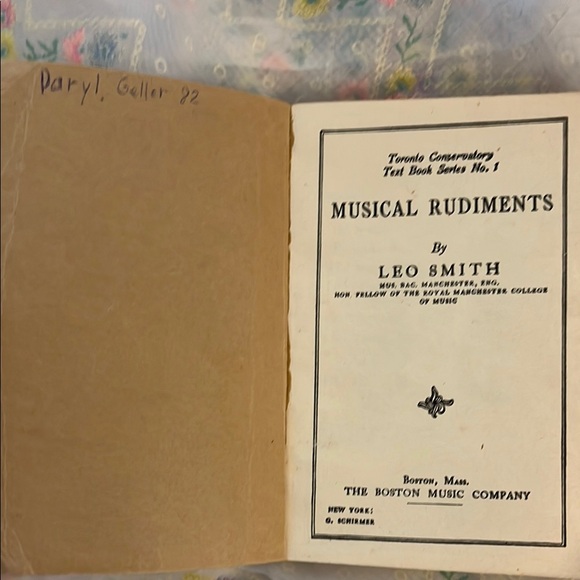 Daryl, Geller 82
Toronto Conservatory
Text Book Series No. 1
MUSICAL RUDIMENTS
By
LEO SMITH
MUS. BAC. MANCHESTER, ENG.
HON. FELLOW OF THE ROYAL MANCHESTER COLLEGE
OF MUSIC
BOSTON, MASS.
THE BOSTON MUSIC COMPANY
NEW YORK:
G. SCHIRMER